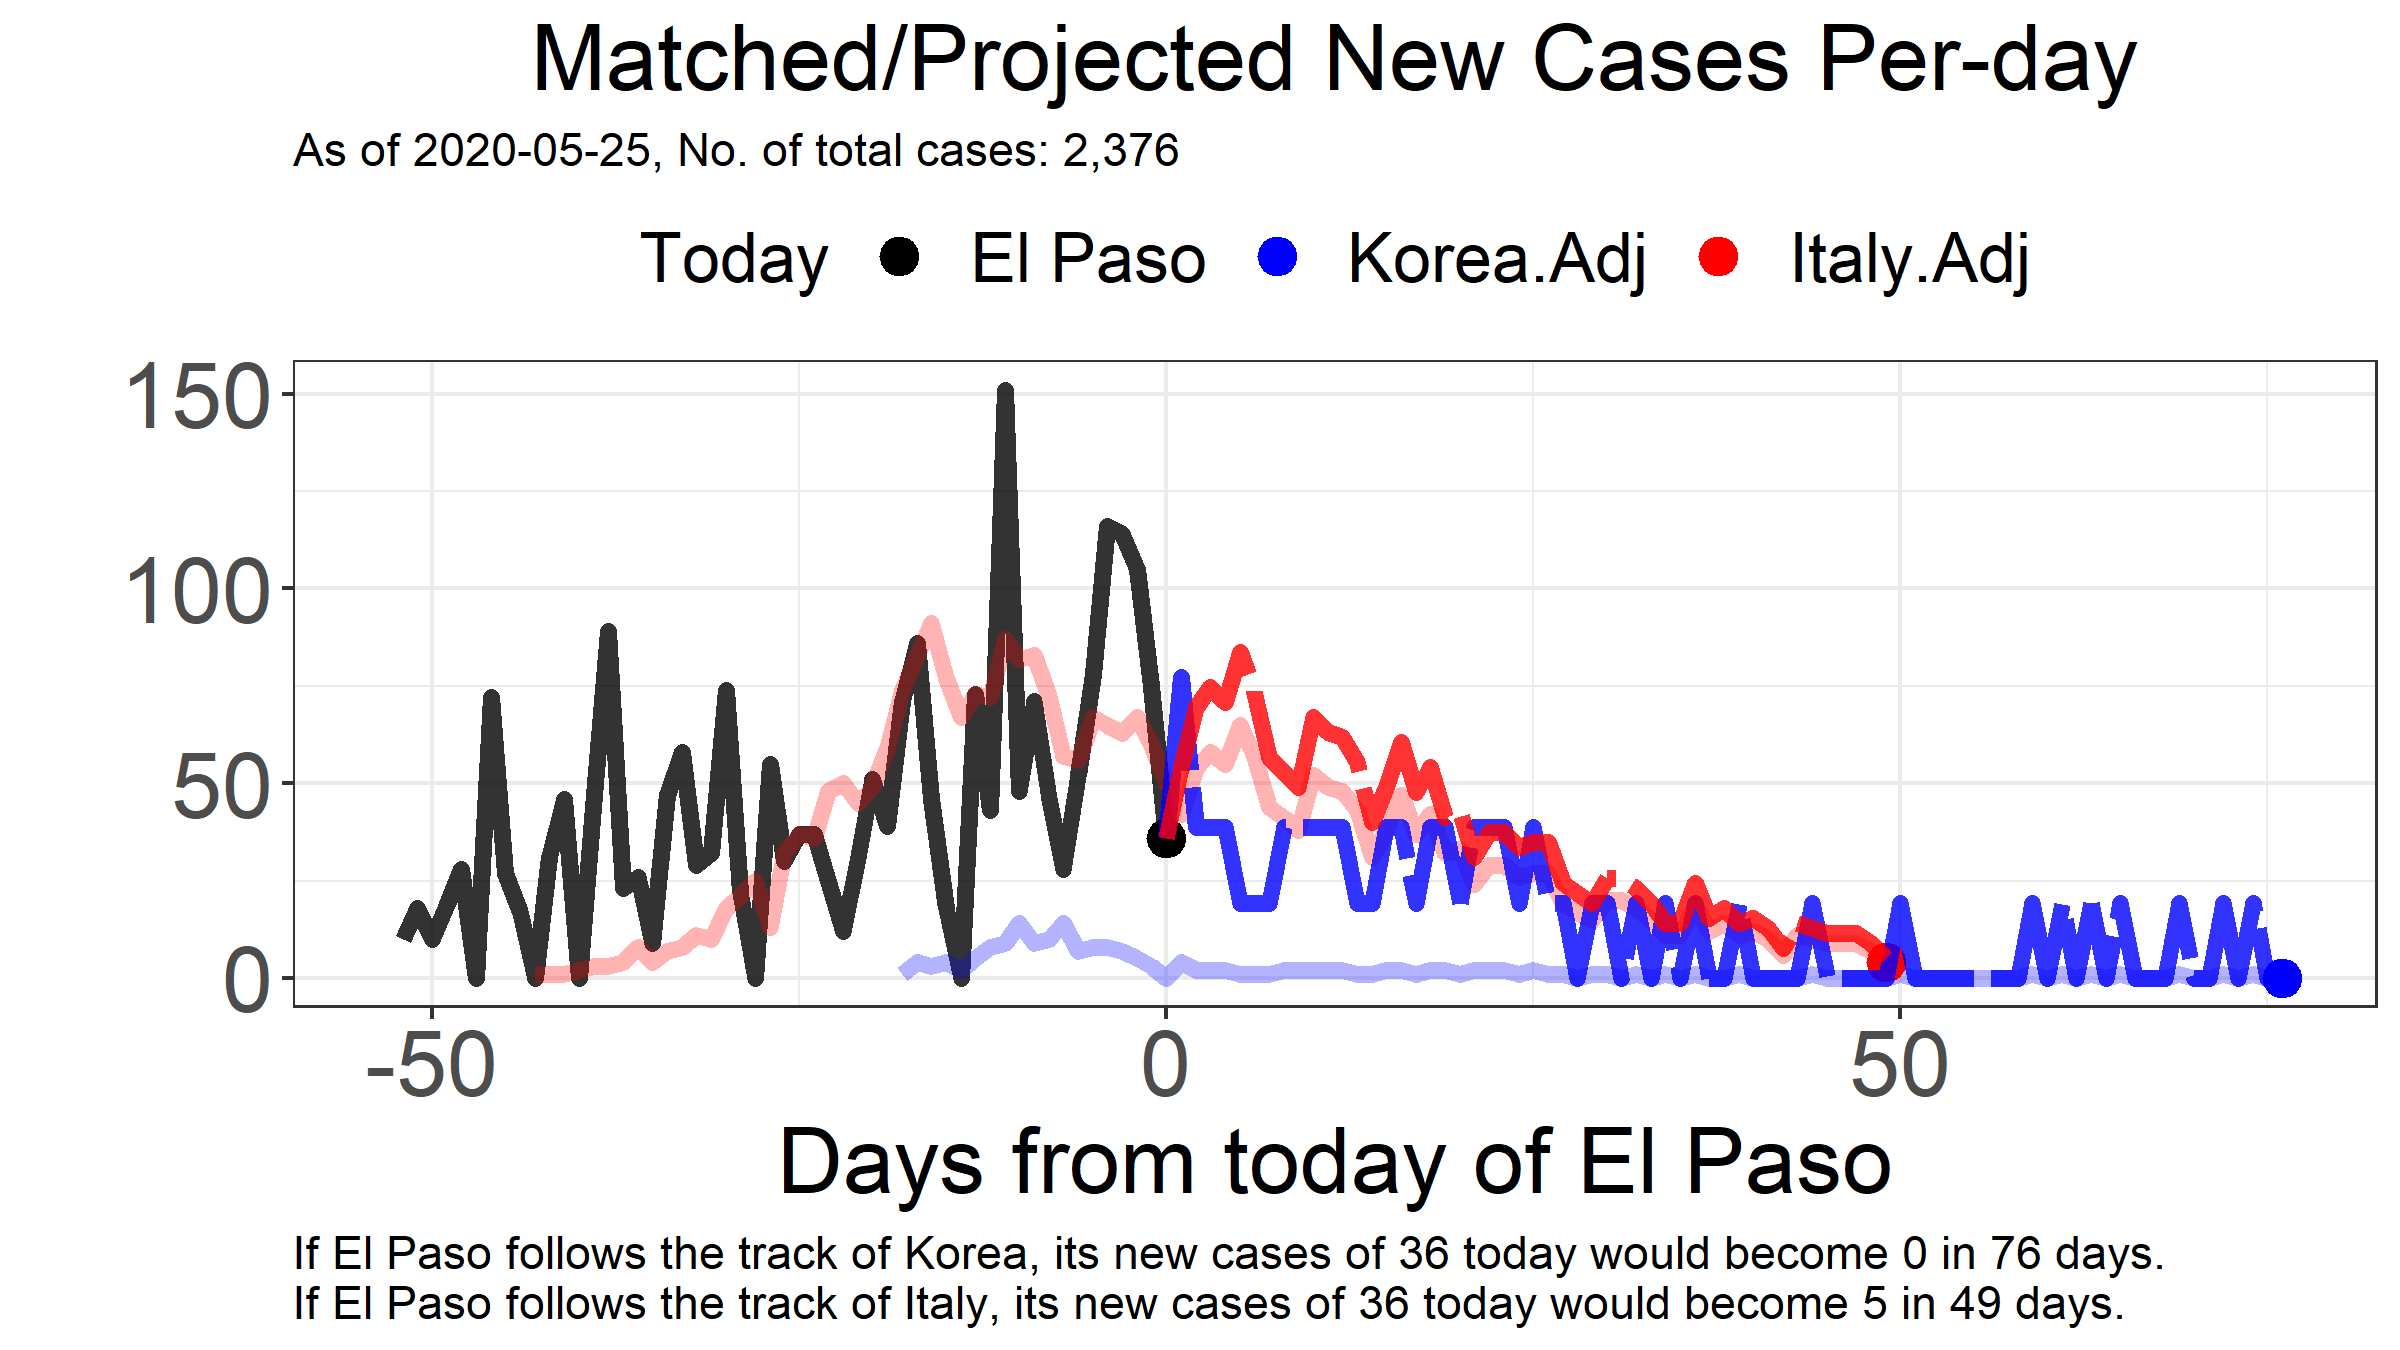 Matched/Projected New Cases Per-day
As of 2020-05-25, No. of total cases: 2,376
Today El Paso Korea.Adj Italy.Adj
150
100
50
0
-50 0 50
Days from today of El Paso
If El Paso follows the track of Korea, its new cases of 36 today would become 0 in 76 days.
If El Paso follows the track of Italy, its new cases of 36 today would become 5 in 49 days.